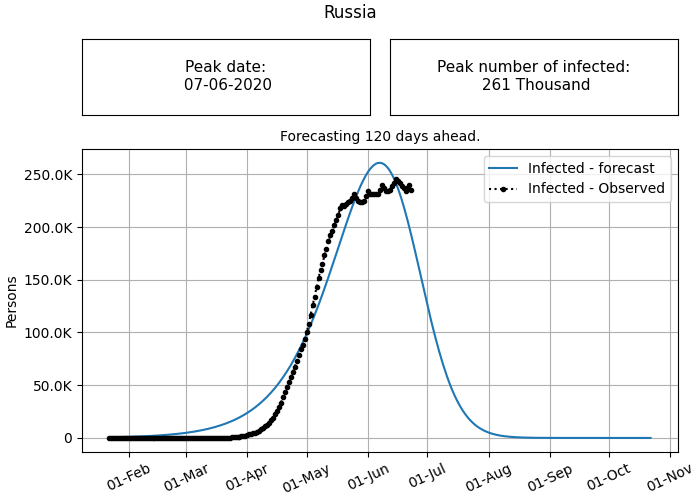 Russia
Peak date:
07-06-2020
Peak number of infected:
261 Thousand
Forecasting 120 days ahead.
Infected - forecast
Infected - Observed
Persons
250.0K
200.0K
150.0K
100.0K
50.0K
0
01-Feb
01-Mar
01-Apr
01-May
01-Jun
01-Jul
01-Aug
01-Sep
01-Oct
01-Nov